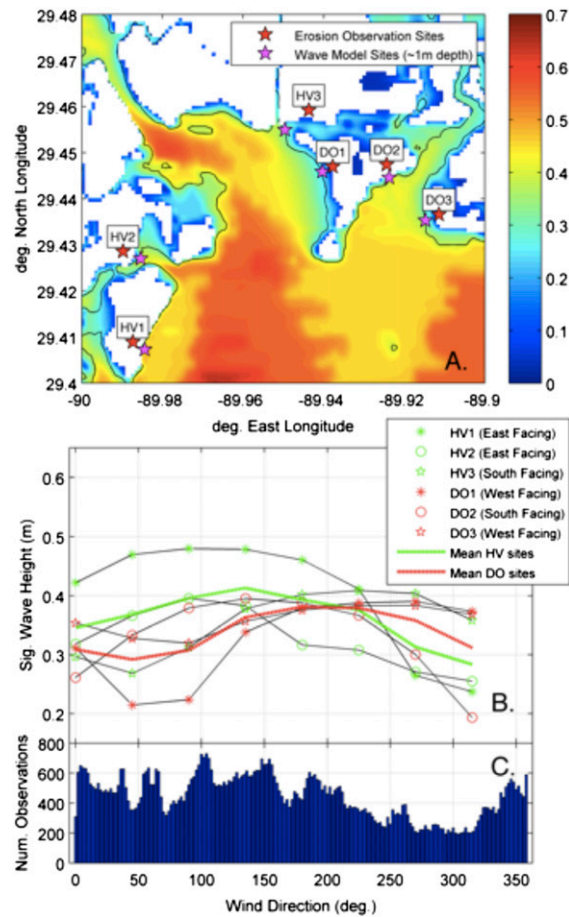 29.48
29.47
29.46
29.45
29.44
29.43
29.42
29.41
29.4
deg. North Longitude
Erosion Observation Sites
Wave Model Sites (~1m depth)
HV3
DO1
DO2
DO3
HV2
HV1
A.
-90
-89.98
-89.96
-89.94
-89.92
-89.9
deg. East Longitude
0.7
0.6
0.5
0.4
0.3
0.2
0.1
0
HV1 (East Facing)
HV2 (East Facing)
HV3 (South Facing)
DO1 (West Facing)
DO2 (South Facing)
DO3 (West Facing)
Mean HV sites
Mean DO sites
0.6
0.5
0.4
0.3
0.2
Sig. Wave Height (m)
B.
800
600
400
200
0
Num. Observations
C.
0
50
100
150
200
250
300
350
Wind Direction (deg.)